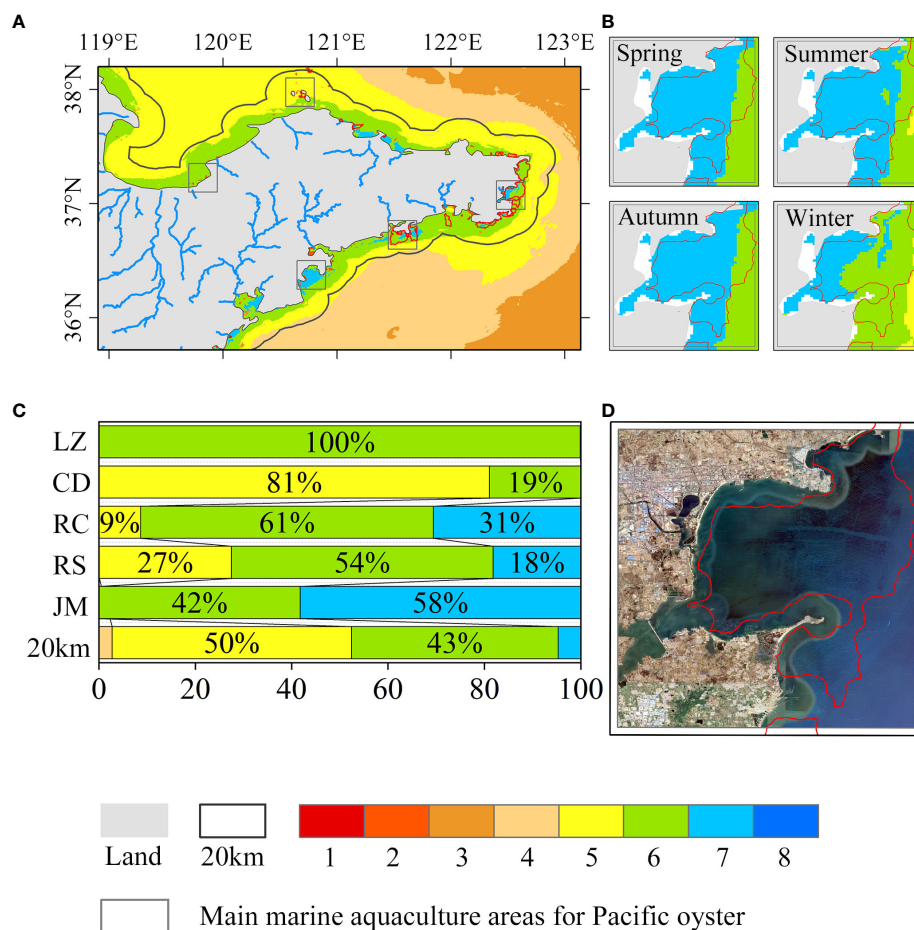 A
119°E 120°E 121°E 122°E 123°E
38°N
37°N
36°N
B
Spring
Summer
Autumn
Winter
C
LZ 100%
CD 81% 19%
RC 9% 61% 31%
RS 27% 54% 18%
JM 42% 58%
20km 50% 43%
0 20 40 60 80 100
D
Land
20km
1 2 3 4 5 6 7 8
Main marine aquaculture areas for Pacific oyster